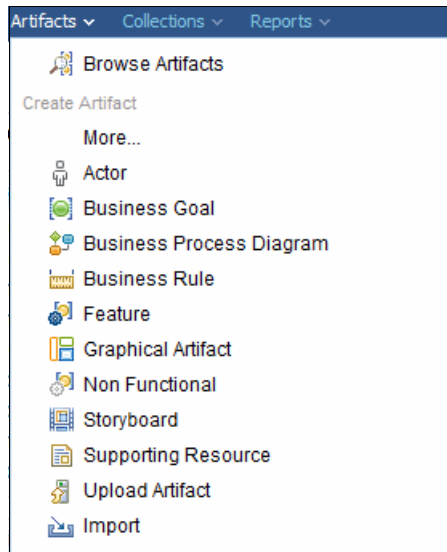 Artifacts Collections Reports
Browse Artifacts
Create Artifact
More...
Actor
Business Goal
Business Process Diagram
Business Rule
Feature
Graphical Artifact
Non Functional
Storyboard
Supporting Resource
Upload Artifact
Import